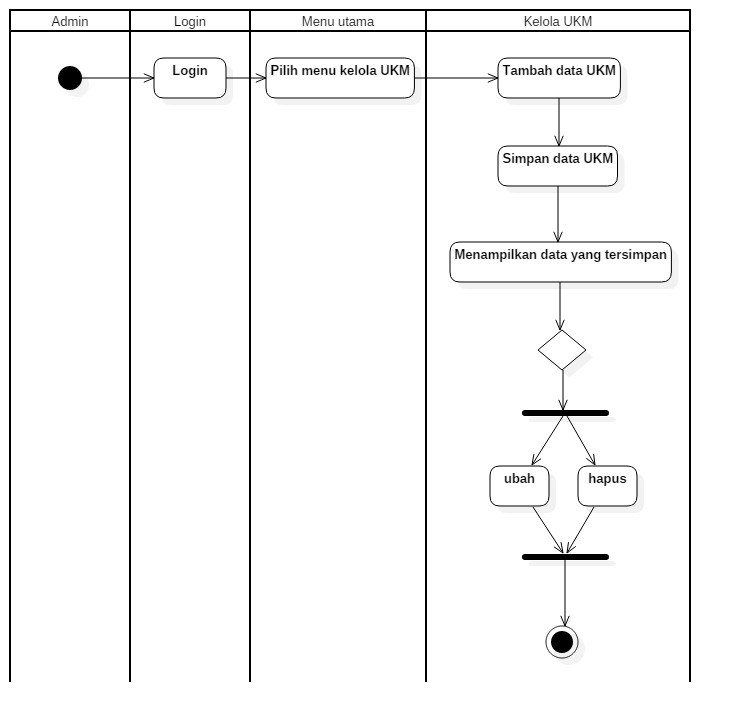 Admin
Login
Menu utama
Kelola UKM
Login
Pilih menu kelola UKM
Tambah data UKM
Simpan data UKM
Menampilkan data yang tersimpan
ubah
hapus